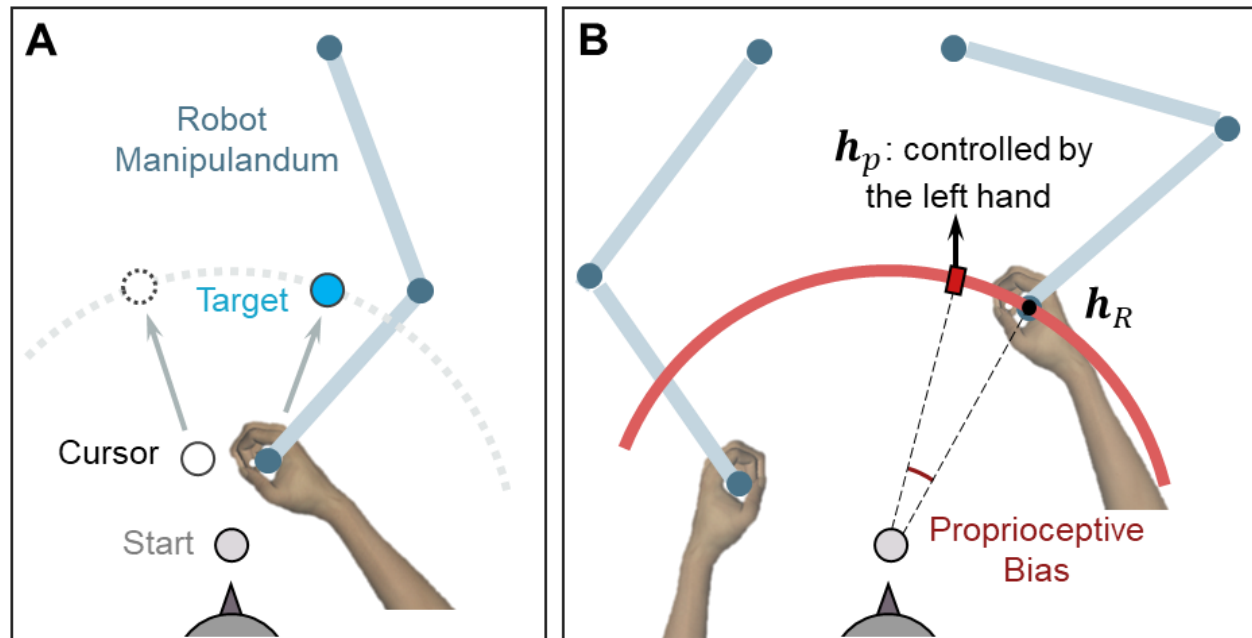 A
Robot
Manipulandum
Target
Cursor
Start
B
h_p: controlled by
the left hand
h_R
Proprioceptive
Bias